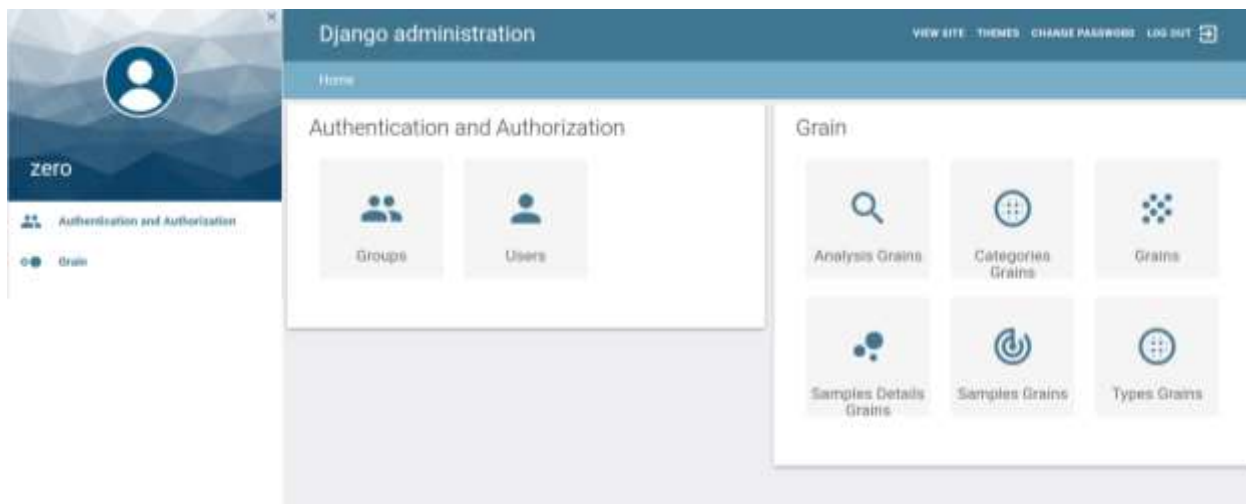 zero
Authentication and Authorization
Grain
Django administration
VIEW SITE THEMES CHANGE PASSWORD LOG OUT
Home
Authentication and Authorization
Groups
Users
Grain
Analysis Grains
Categories
Grains
Grains
Samples Details
Grains
Samples Grains
Types Grains